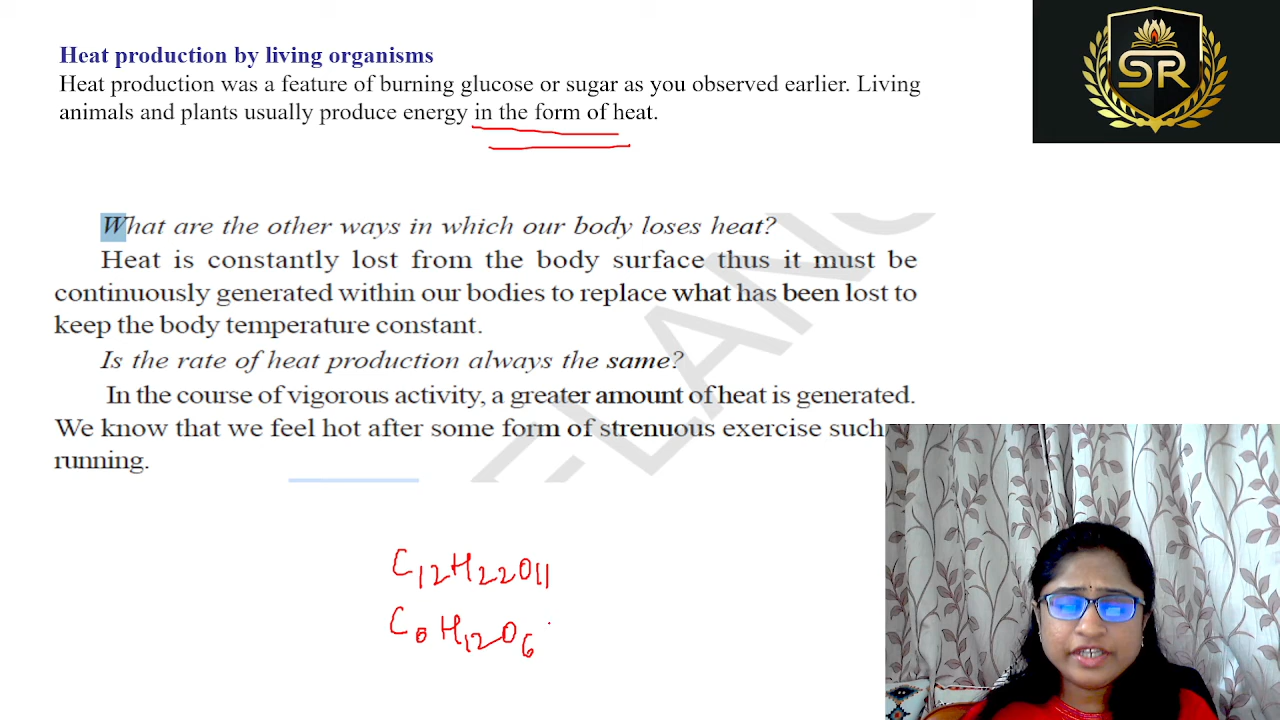 Heat production by living organisms
Heat production was a feature of burning glucose or sugar as you observed earlier. Living
animals and plants usually produce energy in the form of heat.
SR
What are the other ways in which our body loses heat?
Heat is constantly lost from the body surface thus it must be
continuously generated within our bodies to replace what has been lost to
keep the body temperature constant.
Is the rate of heat production always the same?
In the course of vigorous activity, a greater amount of heat is generated.
We know that we feel hot after some form of strenuous exercise such
running.
C12H22O11
C6H12O6